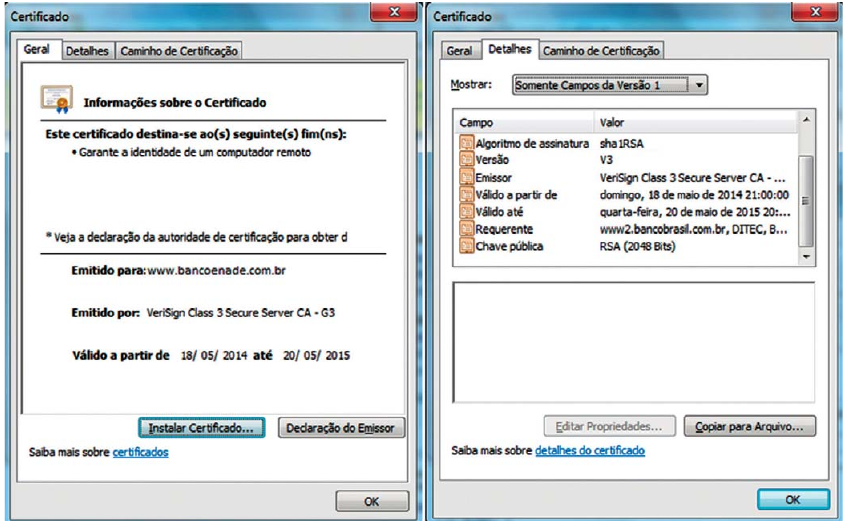 Certificado
Geral Detalhes Caminho de Certificação
Informações sobre o Certificado
Este certificado destina-se ao(s) seguinte(s) fim(ns):
• Garante a identidade de um computador remoto
* Veja a declaração da autoridade de certificação para obter d
Emitido para: www.bancoenade.com.br
Emitido por: VeriSign Class 3 Secure Server CA - G3
Válido a partir de 18/ 05/ 2014 até 20/ 05/ 2015
Instalar Certificado... Declaração do Emissor
Saiba mais sobre certificados
OK
Certificado
Geral Detalhes Caminho de Certificação
Mostrar: Somente Campos da Versão 1
Campo Valor
Algoritmo de assinatura sha1RSA
Versão V3
Emissor VeriSign Class 3 Secure Server CA - ...
Válido a partir de domingo, 18 de maio de 2014 21:00:00
Válido até quarta-feira, 20 de maio de 2015 20:...
Requerente www2.bancobrasil.com.br, DITEC, B...
Chave pública RSA (2048 Bits)
Editar Propriedades... Copiar para Arquivo...
Saiba mais sobre detalhes do certificado
OK